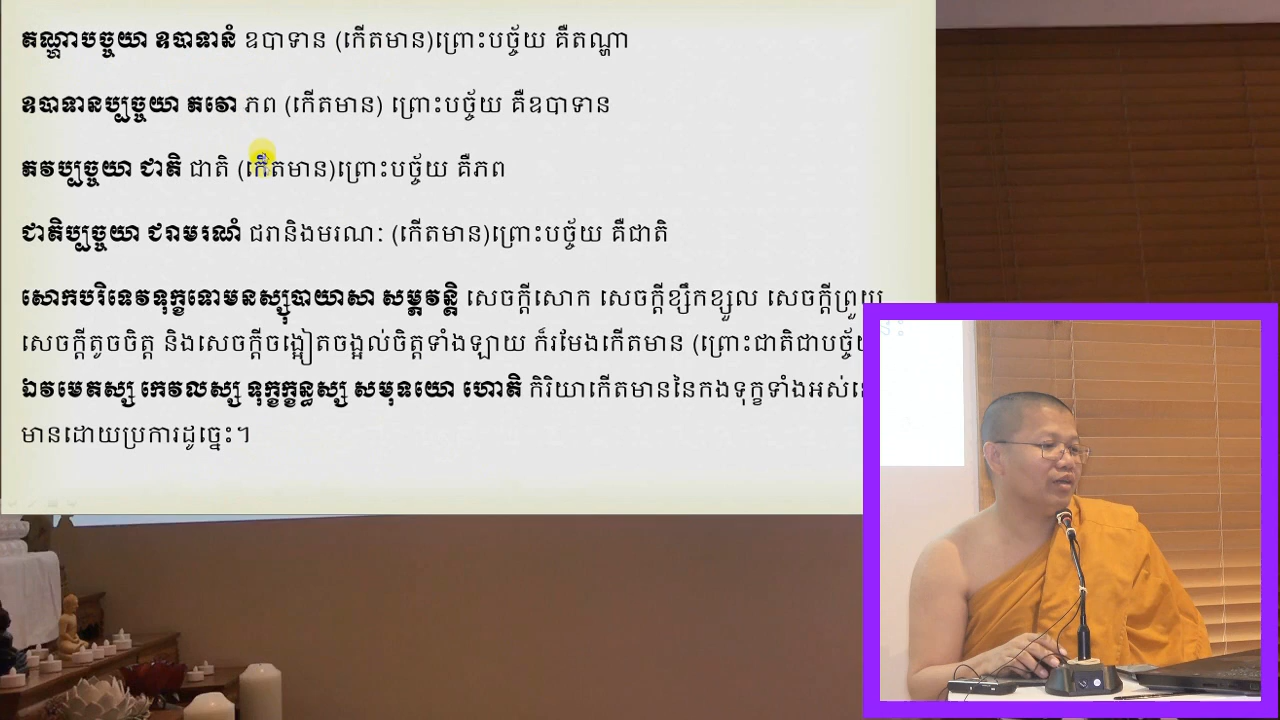 តណ្ហាបច្ចយា ឧបាទានំ ឧបាទាន (កើតមាន)ព្រោះបច្ច័យ គឺតណ្ហា
ឧបាទានប្បច្ចយា ភវោ ភព (កើតមាន) ព្រោះបច្ច័យ គឺឧបាទាន
ភវប្បច្ចយា ជាតិ ជាតិ (កើតមាន)ព្រោះបច្ច័យ គឺភព
ជាតិប្បច្ចយា ជរាមរណំ ជរានិងមរណៈ (កើតមាន)ព្រោះបច្ច័យ គឺជាតិ
សោកបរិទេវទុក្ខទោមនស្សុបាយាសា សម្ភវន្តិ សេចក្តីសោក សេចក្តីខ្សឹកខ្សួល សេចក្តីព្រួយ
សេចក្តីតូចចិត្ត និងសេចក្តីចង្អៀតចង្អល់ចិត្តទាំងឡាយ ក៏រមែងកើតមាន (ព្រោះជាតិជា
ឯវមេតស្ស កេវលស្ស ទុក្ខក្ខន្ធស្ស សមុទយោ ហោតិ កិរិយាកើតមាននៃកងទុក្ខទាំងអស់
មានដោយប្រការដូច្នេះ។